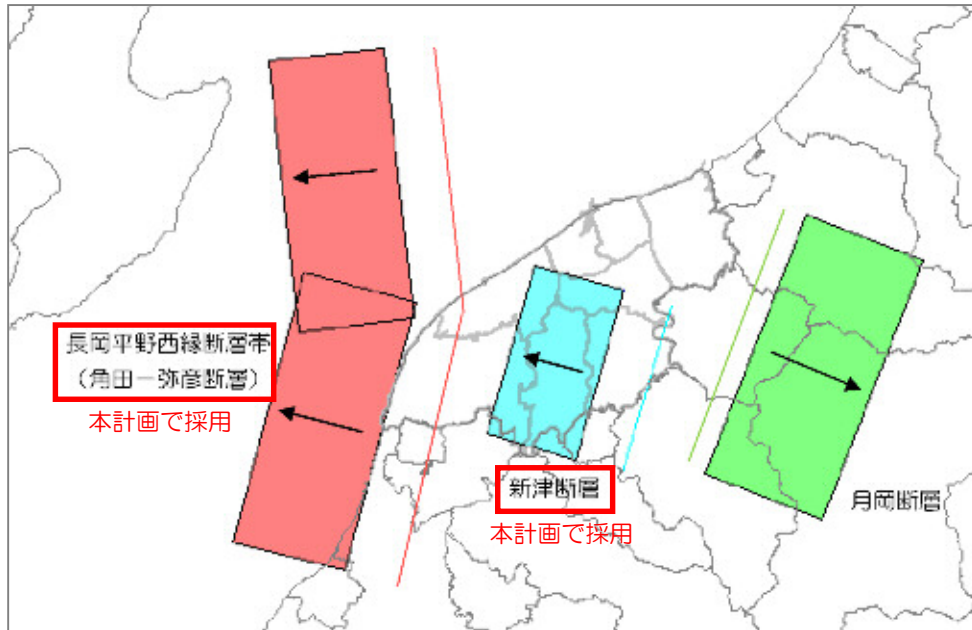 長岡平野西縁断層帯
（角田－弥彦断層）
本計画で採用
新津断層
本計画で採用
月岡断層